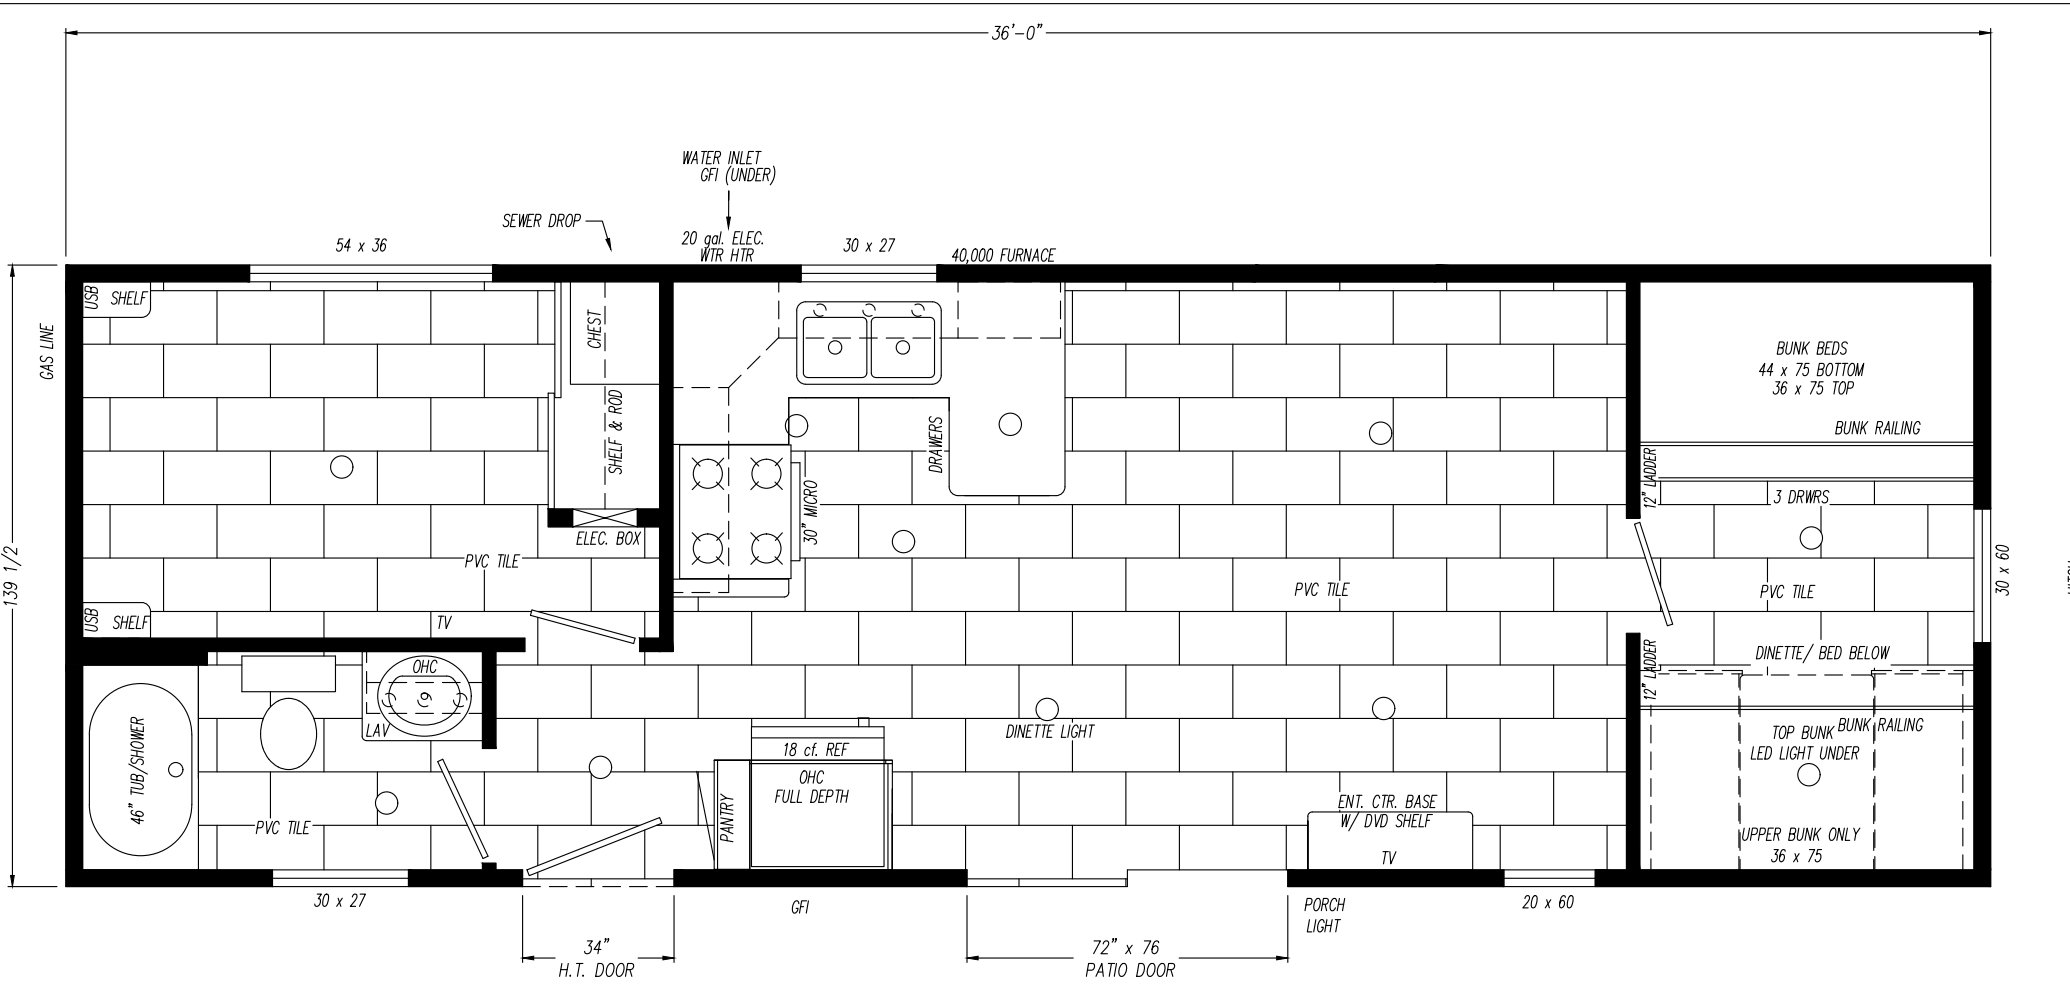 36'-0"
WATER INLET
GFI (UNDER)
SEWER DROP
54 x 36
20 gal. ELEC.
WTR HTR
30 x 27
40,000 FURNACE
USB
SHELF
GAS LINE
CHEST
SHELF & ROD
ELEC. BOX
PVC TILE
USB
SHELF
TV
139 1/2
DRAWERS
30" MICRO
PVC TILE
BUNK BEDS
44 x 75 BOTTOM
36 x 75 TOP
BUNK RAILING
12" LADDER
3 DRWRS
30 x 60
PVC TILE
DINETTE/ BED BELOW
12" LADDER
BUNK RAILING
TOP BUNK
LED LIGHT UNDER
UPPER BUNK ONLY
36 x 75
OHC
LAV
46" TUB/SHOWER
PVC TILE
DINETTE LIGHT
18 cf. REF
OHC
FULL DEPTH
PANTRY
ENT. CTR. BASE
W/ DVD SHELF
TV
30 x 27
GFI
PORCH
LIGHT
20 x 60
34"
H.T. DOOR
72" x 76
PATIO DOOR